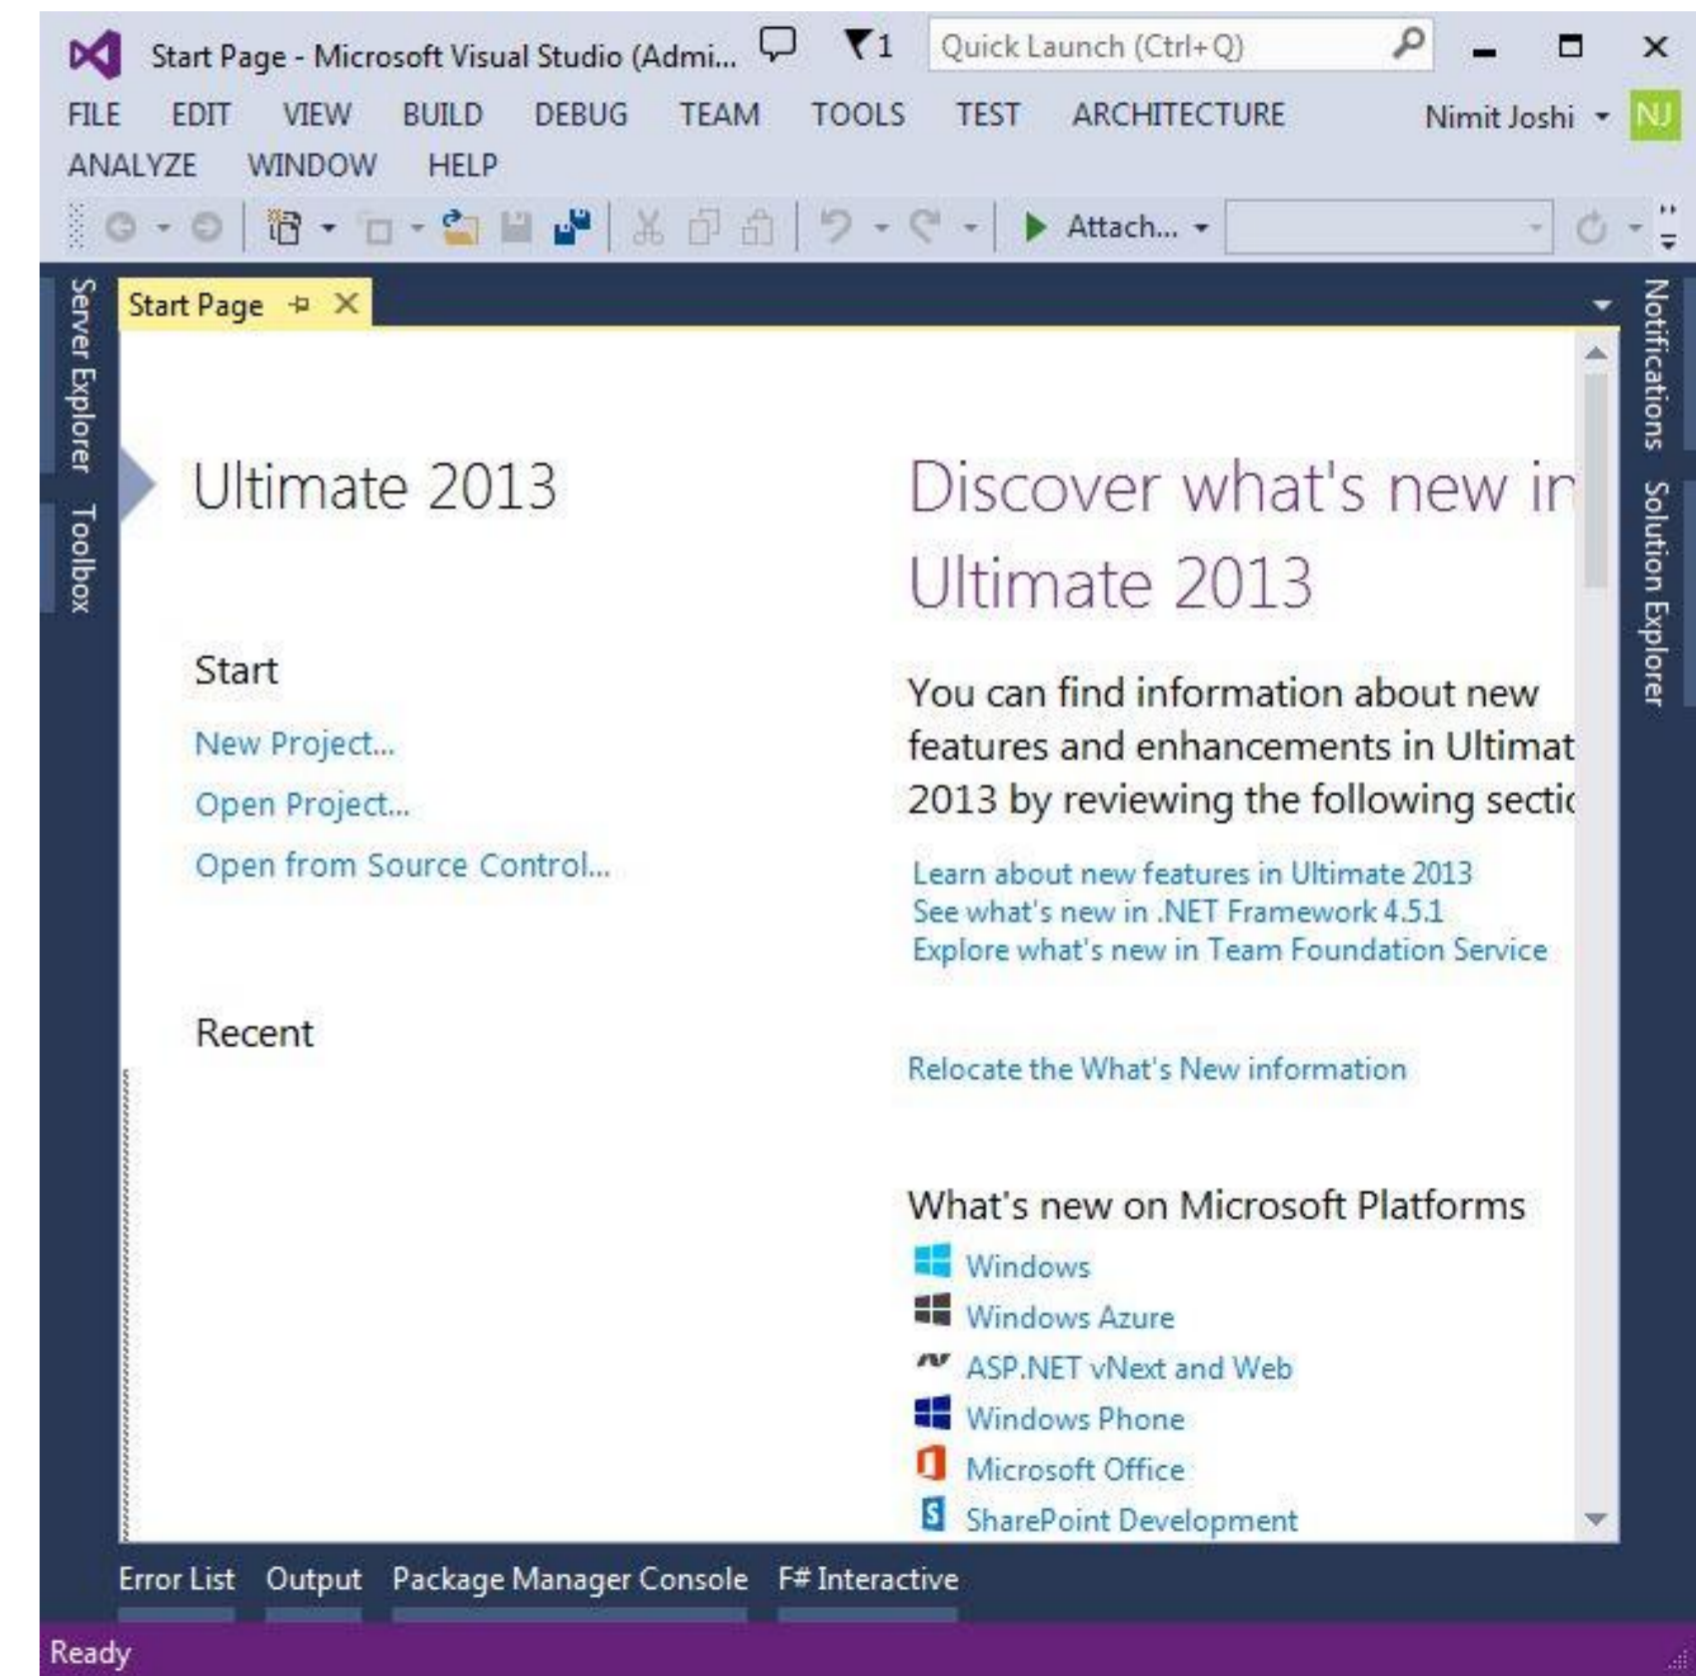 Start Page - Microsoft Visual Studio (Admi...
1
Quick Launch (Ctrl+Q)
FILE EDIT VIEW BUILD DEBUG TEAM TOOLS TEST ARCHITECTURE
Nimit Joshi
NJ
ANALYZE WINDOW HELP
Attach...
Server Explorer
Toolbox
Start Page
Ultimate 2013
Start
New Project...
Open Project...
Open from Source Control...
Recent
Discover what's new in
Ultimate 2013
You can find information about new
features and enhancements in Ultimat
2013 by reviewing the following sectio
Learn about new features in Ultimate 2013
See what's new in .NET Framework 4.5.1
Explore what's new in Team Foundation Service
Relocate the What's New information
What's new on Microsoft Platforms
Windows
Windows Azure
ASP.NET vNext and Web
Windows Phone
Microsoft Office
SharePoint Development
Notifications
Solution Explorer
Error List Output Package Manager Console F# Interactive
Ready